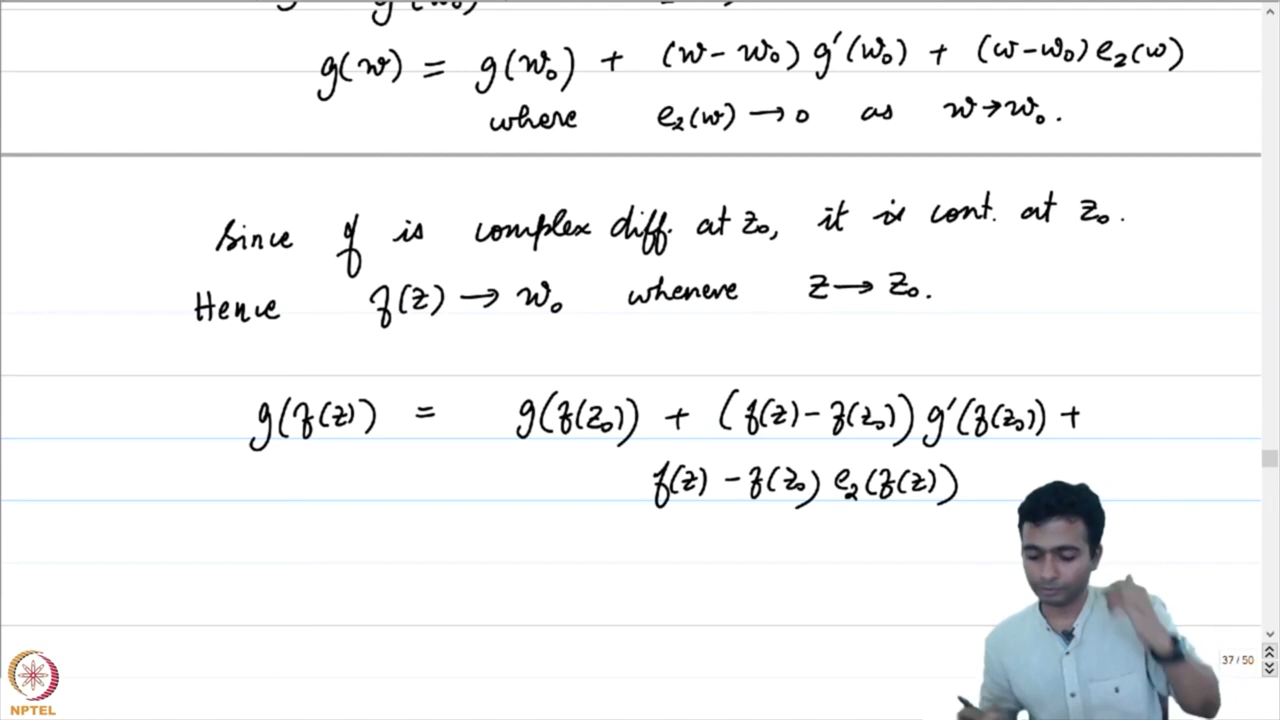 g(w) = g(w₀) + (w - w₀) g′(w₀) + (w-w₀) e₂(w)
where e₂(w) → 0 as w → w₀.
Since f is complex diff. at z₀, it is cont. at z₀.
Hence f(z) → w₀ whenere z → z₀.
g(f(z)) = g(f(z₀)) + (f(z) - f(z₀)) g′(f(z₀)) +
f(z) - f(z₀) e₂(f(z))
37 / 50
NPTEL